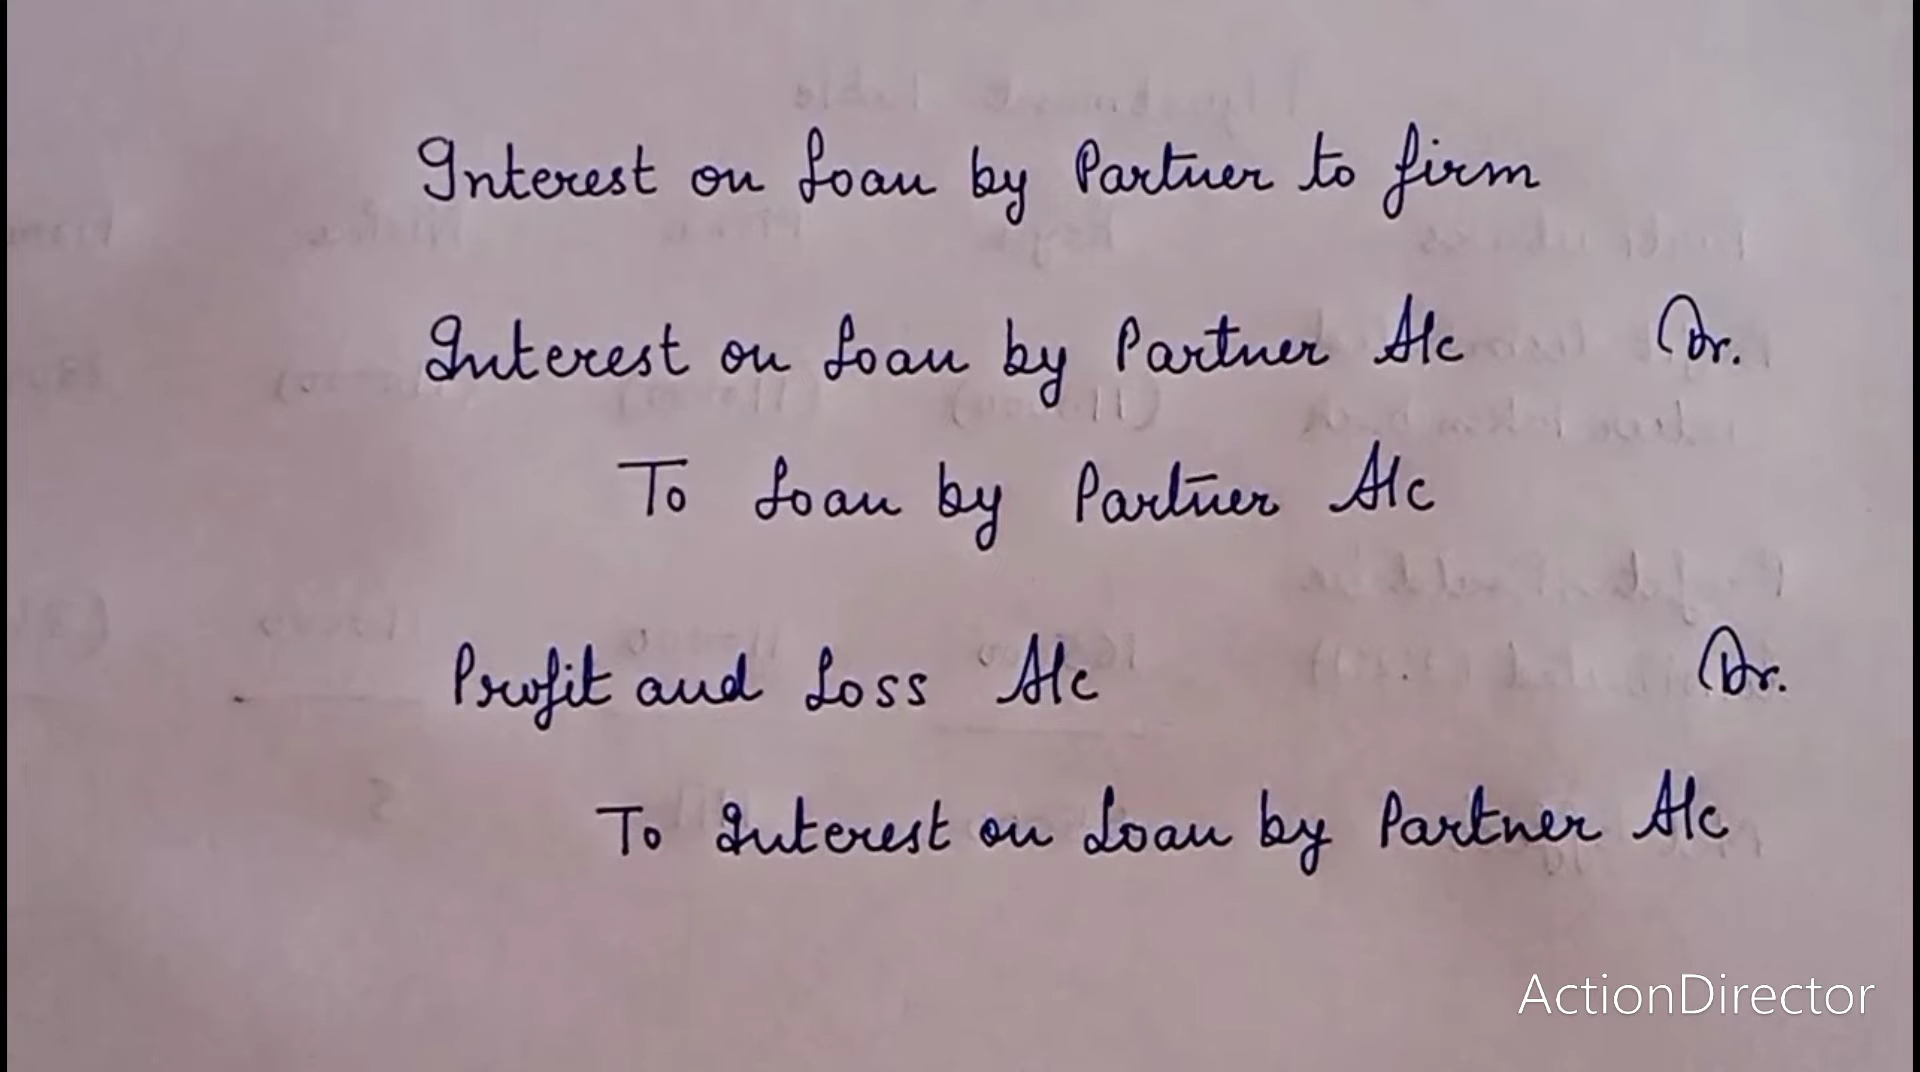 Interest on Loan by Partner to firm
Interest on Loan by Partner A/c Dr.
To Loan by Partner A/c
Profit and Loss A/c Dr.
To Interest on Loan by Partner A/c
ActionDirector